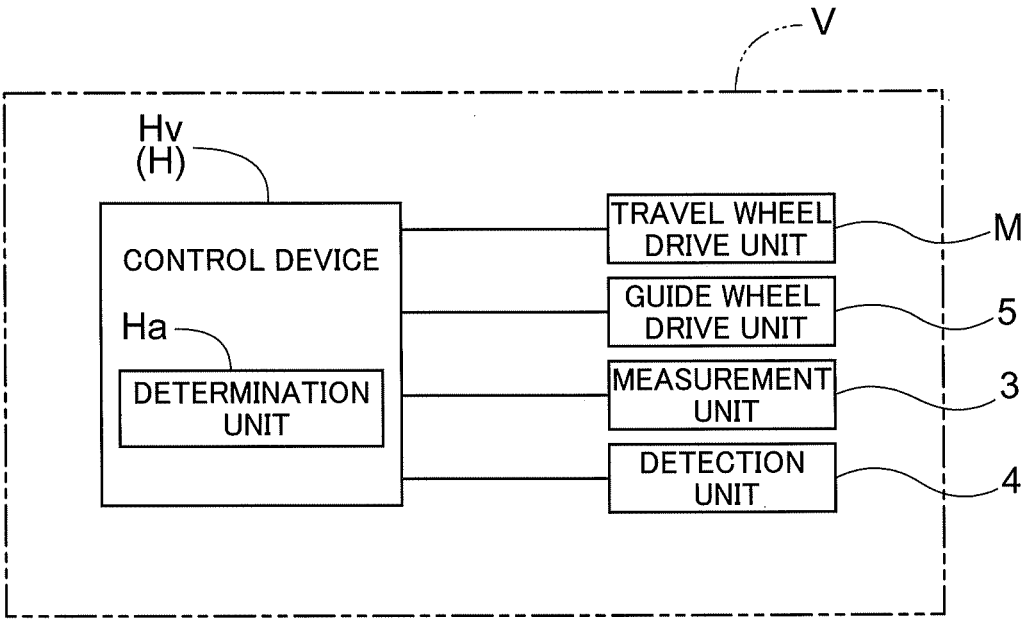 V
Hv
(H)
CONTROL DEVICE
Ha
DETERMINATION
UNIT
TRAVEL WHEEL
DRIVE UNIT
M
GUIDE WHEEL
DRIVE UNIT
5
MEASUREMENT
UNIT
3
DETECTION
UNIT
4